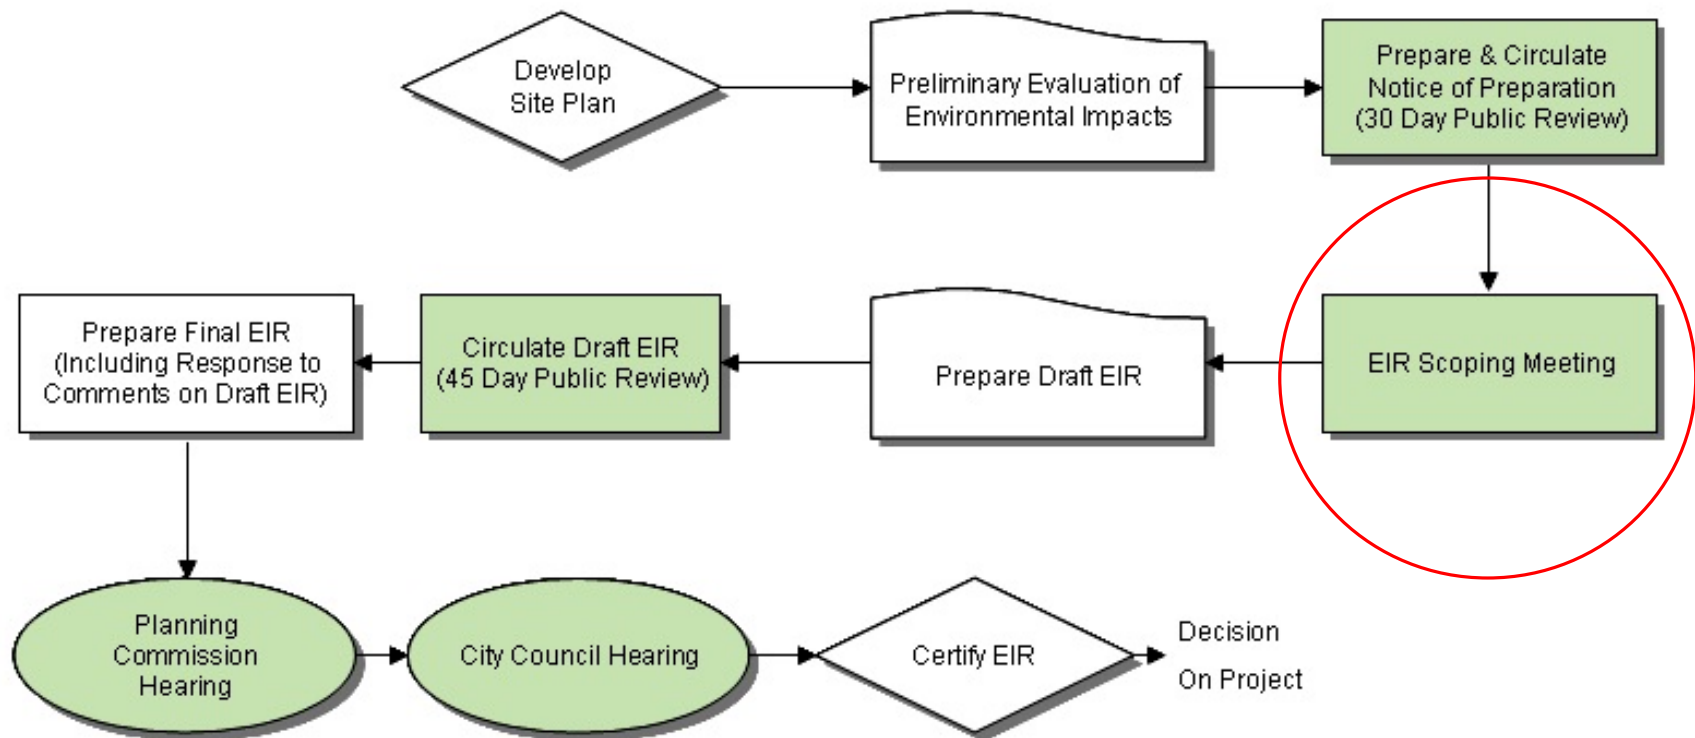 Develop
Site Plan
Preliminary Evaluation of
Environmental Impacts
Prepare & Circulate
Notice of Preparation
(30 Day Public Review)
EIR Scoping Meeting
Prepare Draft EIR
Circulate Draft EIR
(45 Day Public Review)
Prepare Final EIR
(Including Response to
Comments on Draft EIR)
Planning
Commission
Hearing
City Council Hearing
Certify EIR
Decision
On Project